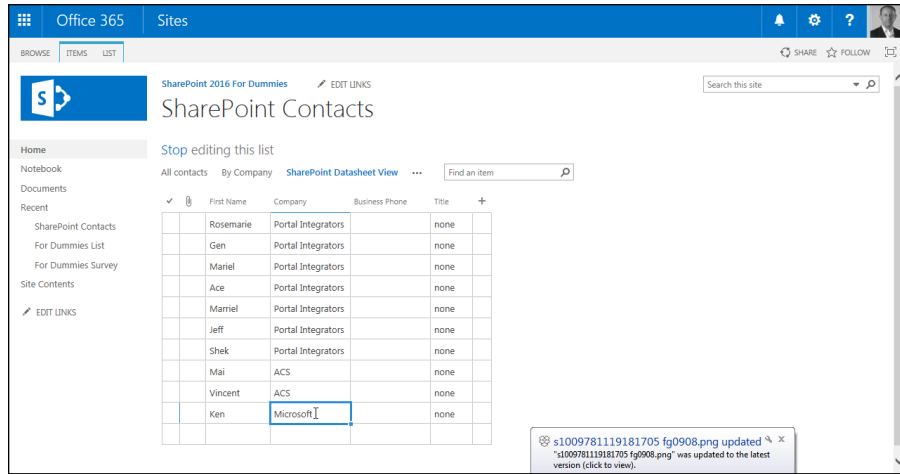 Office 365 Sites ?
BROWSE ITEMS LIST SHARE FOLLOW
S
SharePoint 2016 For Dummies EDIT LINKS Search this site
SharePoint Contacts
Home
Notebook
Documents
Recent
SharePoint Contacts
For Dummies List
For Dummies Survey
Site Contents
EDIT LINKS
Stop editing this list
All contacts By Company SharePoint Datasheet View ... Find an item
First Name Company Business Phone Title +
Rosemarie Portal Integrators none
Gen Portal Integrators none
Mariel Portal Integrators none
Ace Portal Integrators none
Marriel Portal Integrators none
Jeff Portal Integrators none
Shek Portal Integrators none
Mai ACS none
Vincent ACS none
Ken Microsoft none
s1009781119181705 fg0908.png updated x
"s1009781119181705 fg0908.png" was updated to the latest
version (click to view).